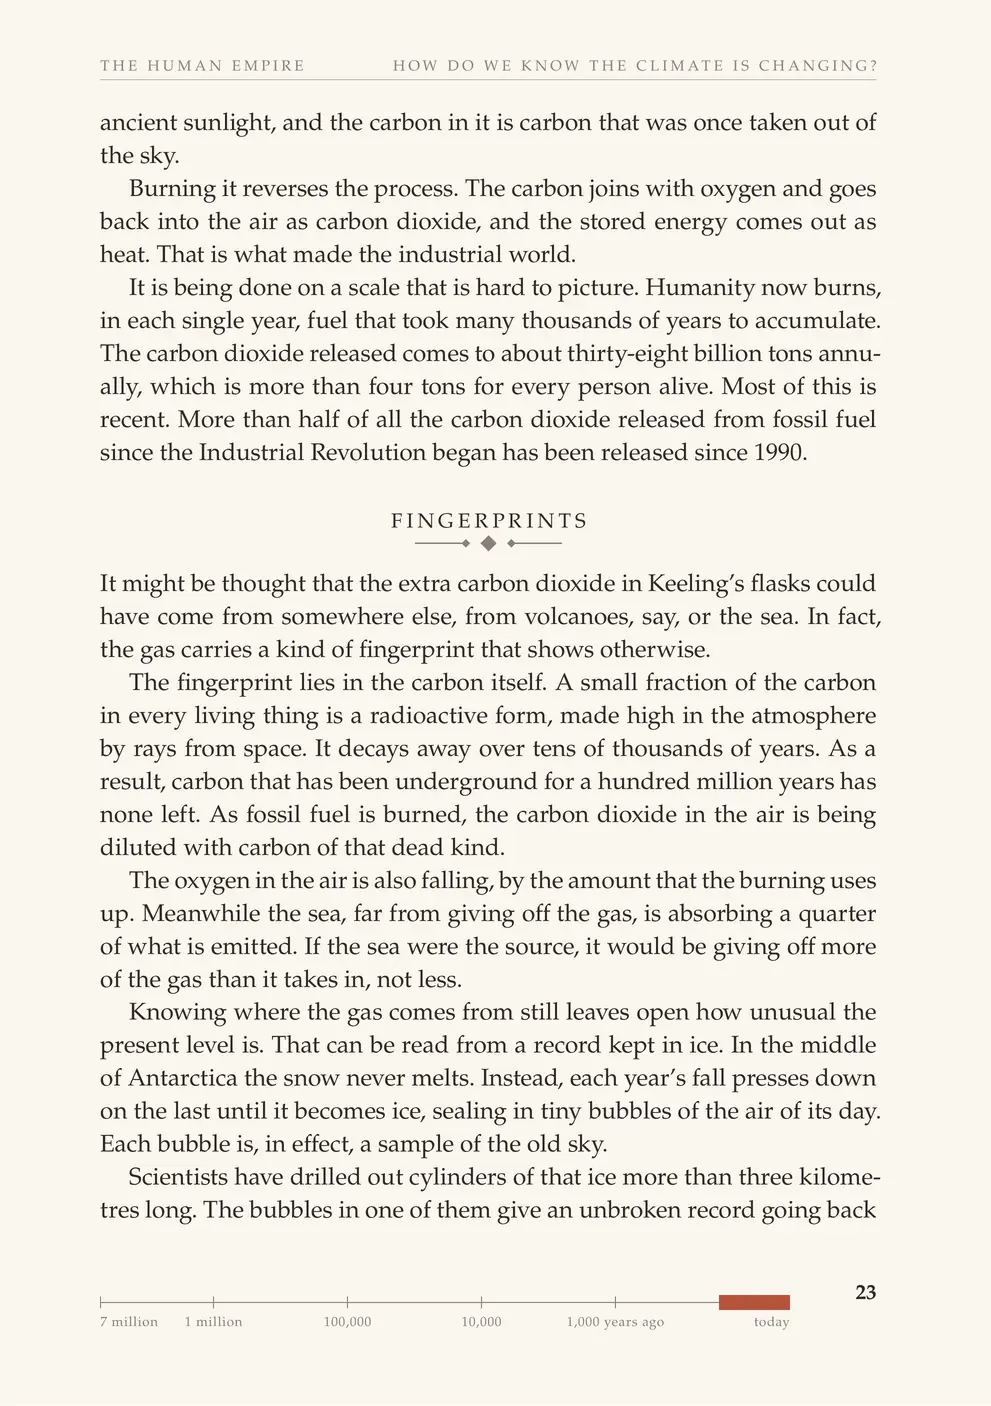 THE HUMAN EMPIRE HOW DO WE KNOW THE CLIMATE IS CHANGING?
ancient sunlight, and the carbon in it is carbon that was once taken out of
the sky.
Burning it reverses the process. The carbon joins with oxygen and goes
back into the air as carbon dioxide, and the stored energy comes out as
heat. That is what made the industrial world.
It is being done on a scale that is hard to picture. Humanity now burns,
in each single year, fuel that took many thousands of years to accumulate.
The carbon dioxide released comes to about thirty-eight billion tons annu-
ally, which is more than four tons for every person alive. Most of this is
recent. More than half of all the carbon dioxide released from fossil fuel
since the Industrial Revolution began has been released since 1990.
FINGERPRINTS
It might be thought that the extra carbon dioxide in Keeling’s flasks could
have come from somewhere else, from volcanoes, say, or the sea. In fact,
the gas carries a kind of fingerprint that shows otherwise.
The fingerprint lies in the carbon itself. A small fraction of the carbon
in every living thing is a radioactive form, made high in the atmosphere
by rays from space. It decays away over tens of thousands of years. As a
result, carbon that has been underground for a hundred million years has
none left. As fossil fuel is burned, the carbon dioxide in the air is being
diluted with carbon of that dead kind.
The oxygen in the air is also falling, by the amount that the burning uses
up. Meanwhile the sea, far from giving off the gas, is absorbing a quarter
of what is emitted. If the sea were the source, it would be giving off more
of the gas than it takes in, not less.
Knowing where the gas comes from still leaves open how unusual the
present level is. That can be read from a record kept in ice. In the middle
of Antarctica the snow never melts. Instead, each year’s fall presses down
on the last until it becomes ice, sealing in tiny bubbles of the air of its day.
Each bubble is, in effect, a sample of the old sky.
Scientists have drilled out cylinders of that ice more than three kilome-
tres long. The bubbles in one of them give an unbroken record going back
23
7 million 1 million 100,000 10,000 1,000 years ago today